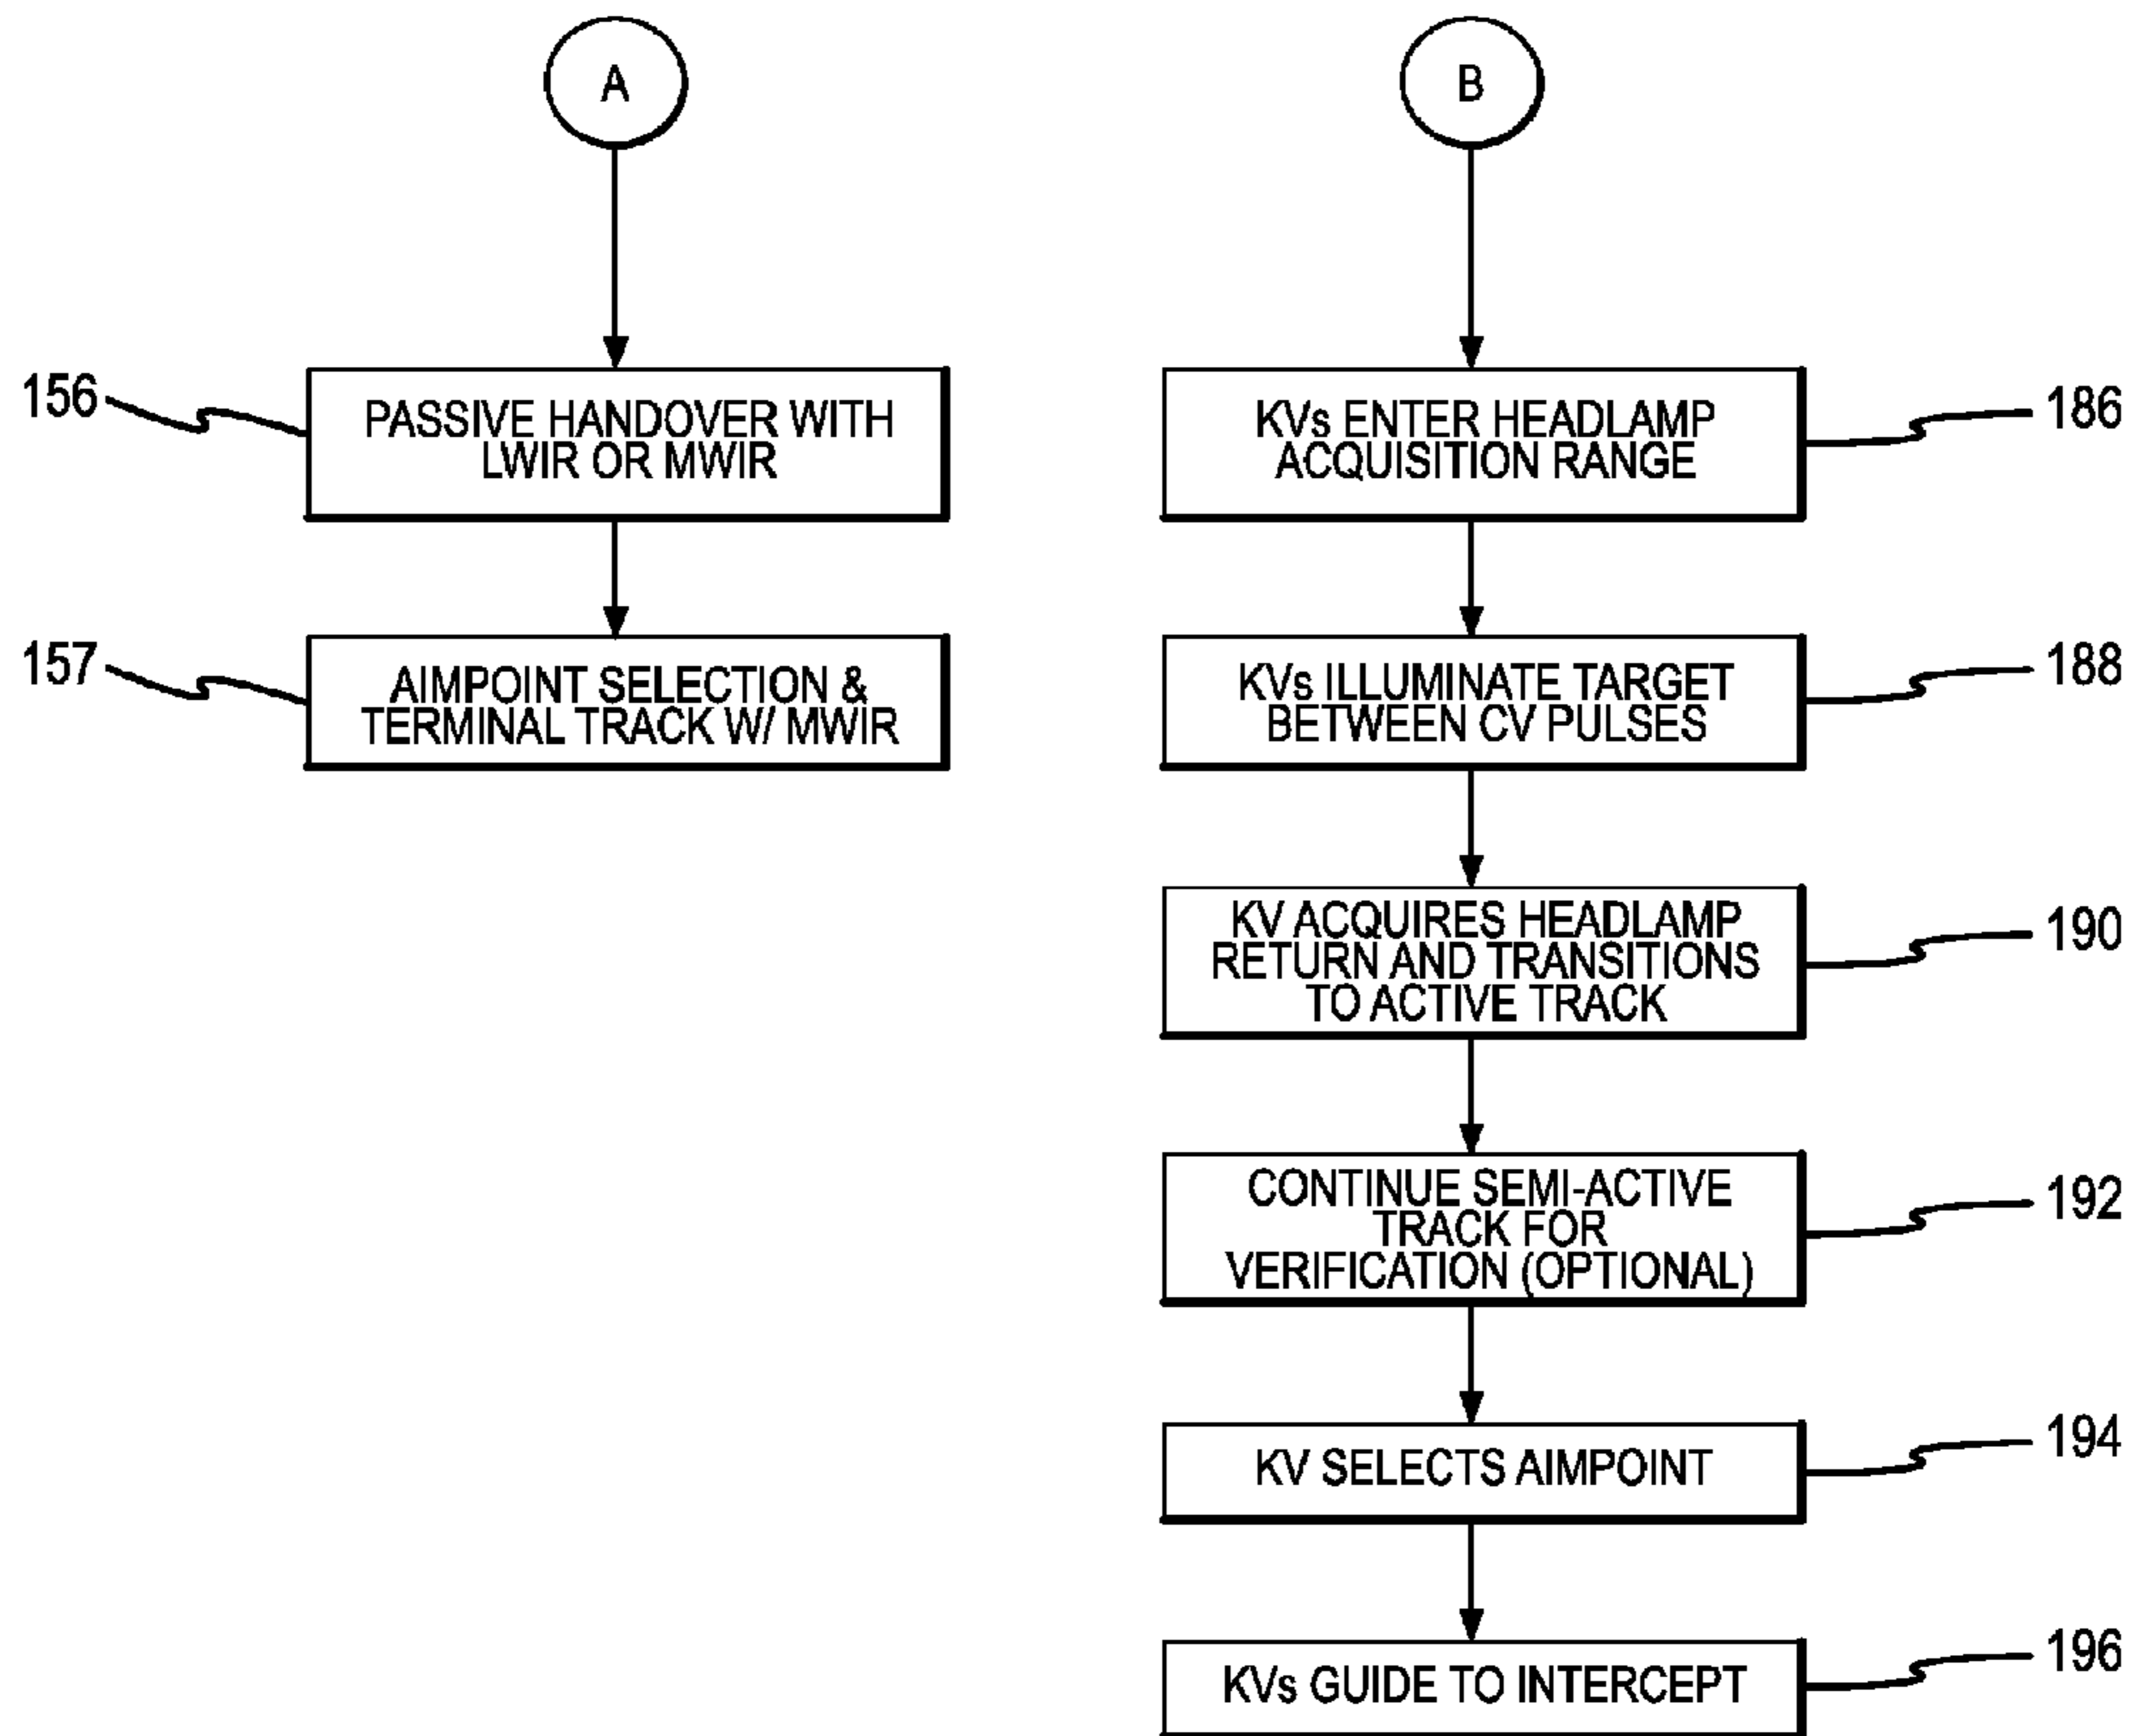 A
156
PASSIVE HANDOVER WITH
LWIR OR MWIR
157
AIMPOINT SELECTION &
TERMINAL TRACK W/ MWIR
B
KVs ENTER HEADLAMP
ACQUISITION RANGE
186
KVs ILLUMINATE TARGET
BETWEEN CV PULSES
188
KV ACQUIRES HEADLAMP
RETURN AND TRANSITIONS
TO ACTIVE TRACK
190
CONTINUE SEMI-ACTIVE
TRACK FOR
VERIFICATION (OPTIONAL)
192
KV SELECTS AIMPOINT
194
KVs GUIDE TO INTERCEPT
196